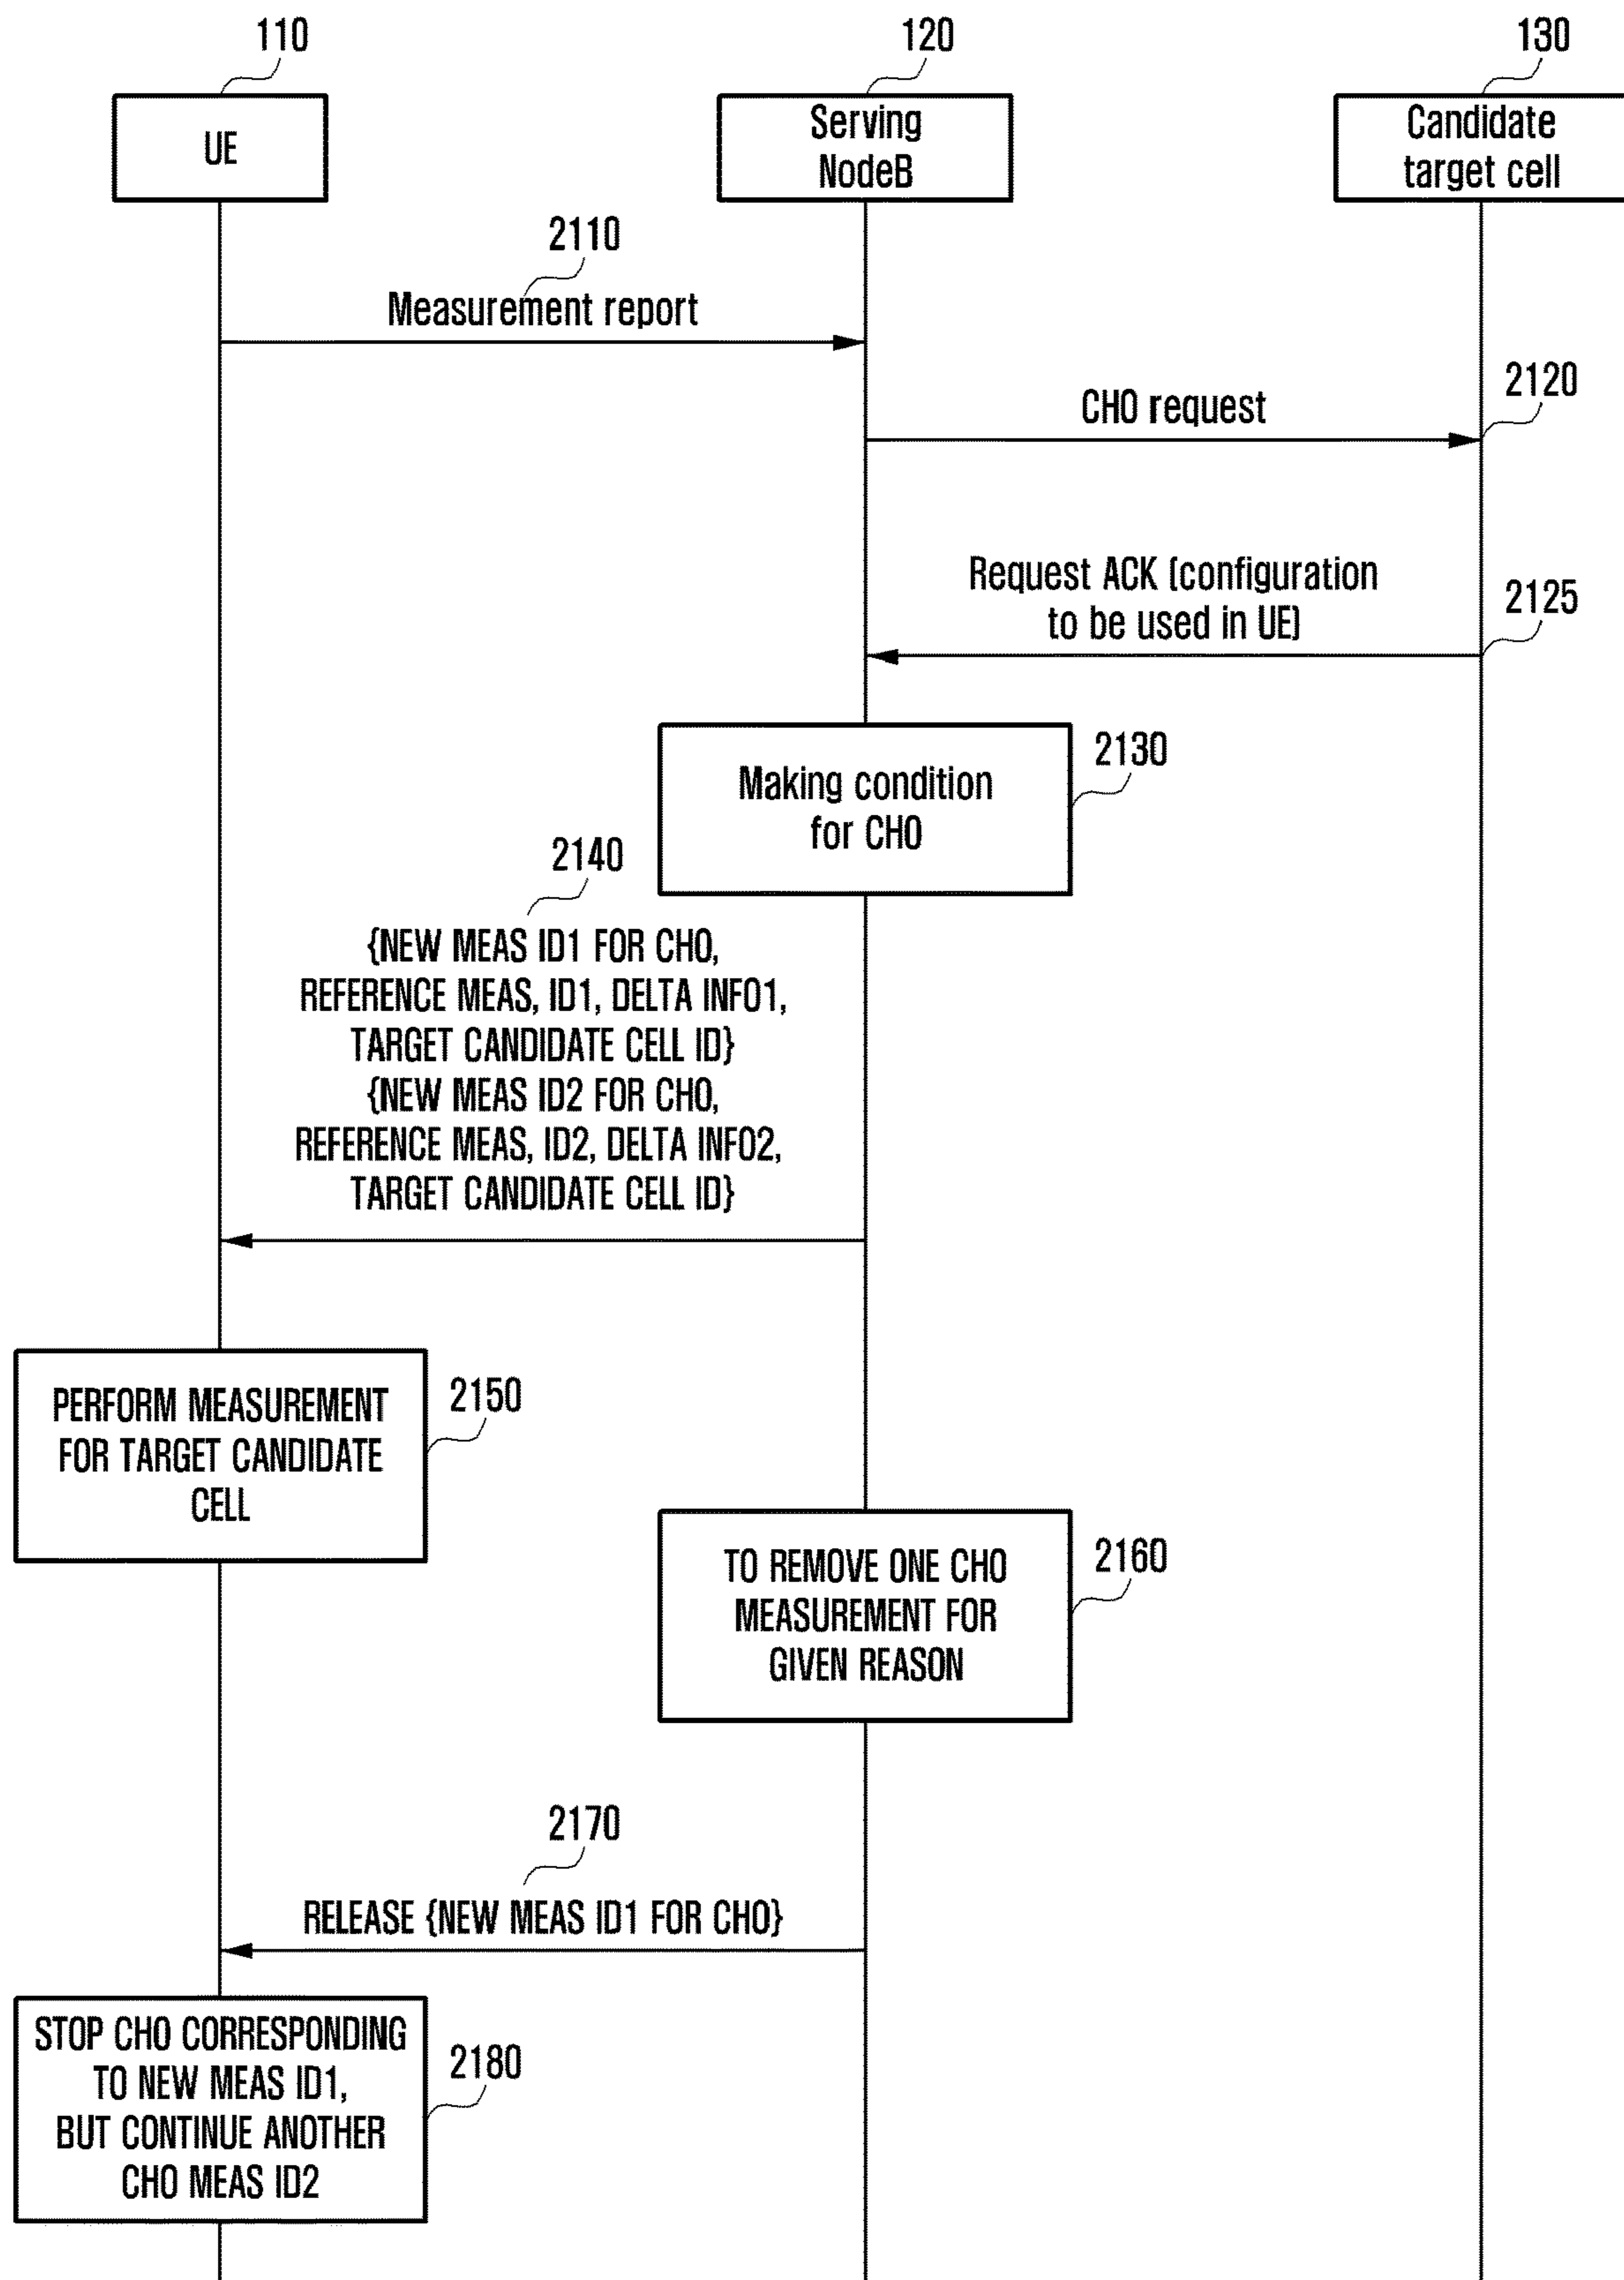 110
120
130
UE
Serving
NodeB
Candidate
target cell
2110
Measurement report
CHO request
2120
Request ACK (configuration
to be used in UE)
2125
Making condition
for CHO
2130
2140
{NEW MEAS ID1 FOR CHO,
REFERENCE MEAS, ID1, DELTA INFO1,
TARGET CANDIDATE CELL ID}
{NEW MEAS ID2 FOR CHO,
REFERENCE MEAS, ID2, DELTA INFO2,
TARGET CANDIDATE CELL ID}
PERFORM MEASUREMENT
FOR TARGET CANDIDATE
CELL
2150
TO REMOVE ONE CHO
MEASUREMENT FOR
GIVEN REASON
2160
2170
RELEASE {NEW MEAS ID1 FOR CHO}
STOP CHO CORRESPONDING
TO NEW MEAS ID1,
BUT CONTINUE ANOTHER
CHO MEAS ID2
2180